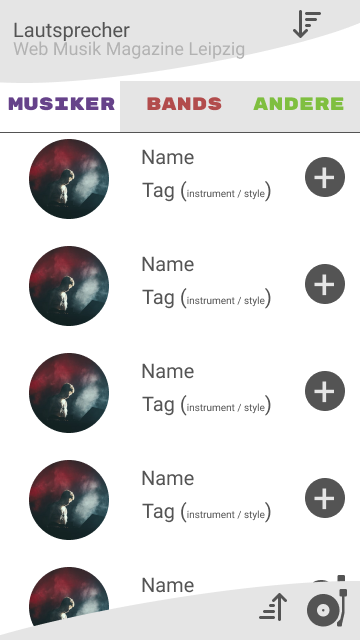 Lautsprecher
Web Musik Magazine Leipzig
MUSIKER BANDS ANDERE
Name
Tag (instrument / style)
Name
Tag (instrument / style)
Name
Tag (instrument / style)
Name
Tag (instrument / style)
Name